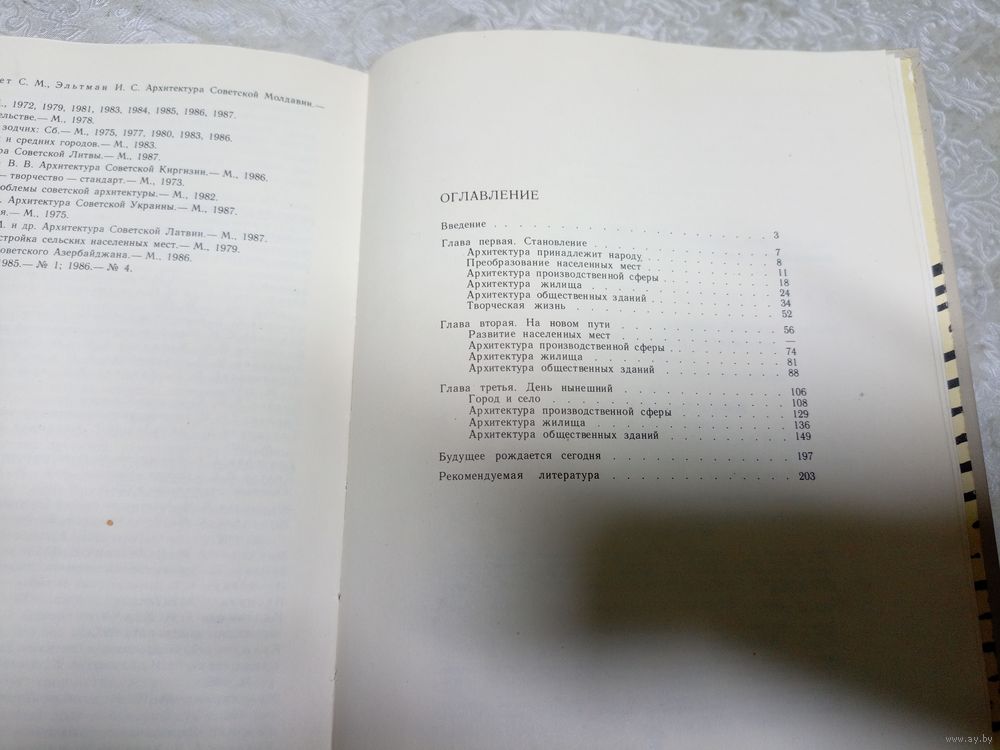 ет С. М., Эльтман И. С. Архитектура Советской Молдавии.—
1972, 1979, 1981, 1983, 1984, 1985, 1986, 1987.
ельстве.— М., 1978.
зодчих: Сб.— М., 1975, 1977, 1980, 1983, 1986.
и средних городов.— М., 1983.
ра Советской Литвы.— М., 1987.
В. В. Архитектура Советской Киргизии.— М., 1986.
— творчество — стандарт.— М., 1973.
облемы советской архитектуры.— М., 1982.
Архитектура Советской Украины.— М., 1987.
я.— М., 1975.
М. и др. Архитектура Советской Латвии.— М., 1987.
стройка сельских населенных мест.— М., 1979.
оветского Азербайджана.— М.. 1986.
985.— № 1; 1986.— № 4.
ОГЛАВЛЕНИЕ
Введение . . . . . . . . . . 3
Глава первая. Становление . . . . . . . 7
Архитектура принадлежит народу . . . . . 8
Преобразование населенных мест . . . . . 11
Архитектура производственной сферы . . . . 18
Архитектура жилища . . . . . . . 24
Архитектура общественных зданий . . . . . 34
Творческая жизнь . . . . . . . . 52
Глава вторая. На новом пути . . . . . . 56
Развитие населенных мест . . . . . . —
Архитектура производственной сферы . . . . 74
Архитектура жилища . . . . . . . 81
Архитектура общественных зданий . . . . . 88
Глава третья. День нынешний . . . . . . 106
Город и село . . . . . . . . . 108
Архитектура производственной сферы . . . . 129
Архитектура жилища . . . . . . . 136
Архитектура общественных зданий . . . . . 149
Будущее рождается сегодня . . . . . . . 197
Рекомендуемая литература . . . . . . . 203
www.ay.by